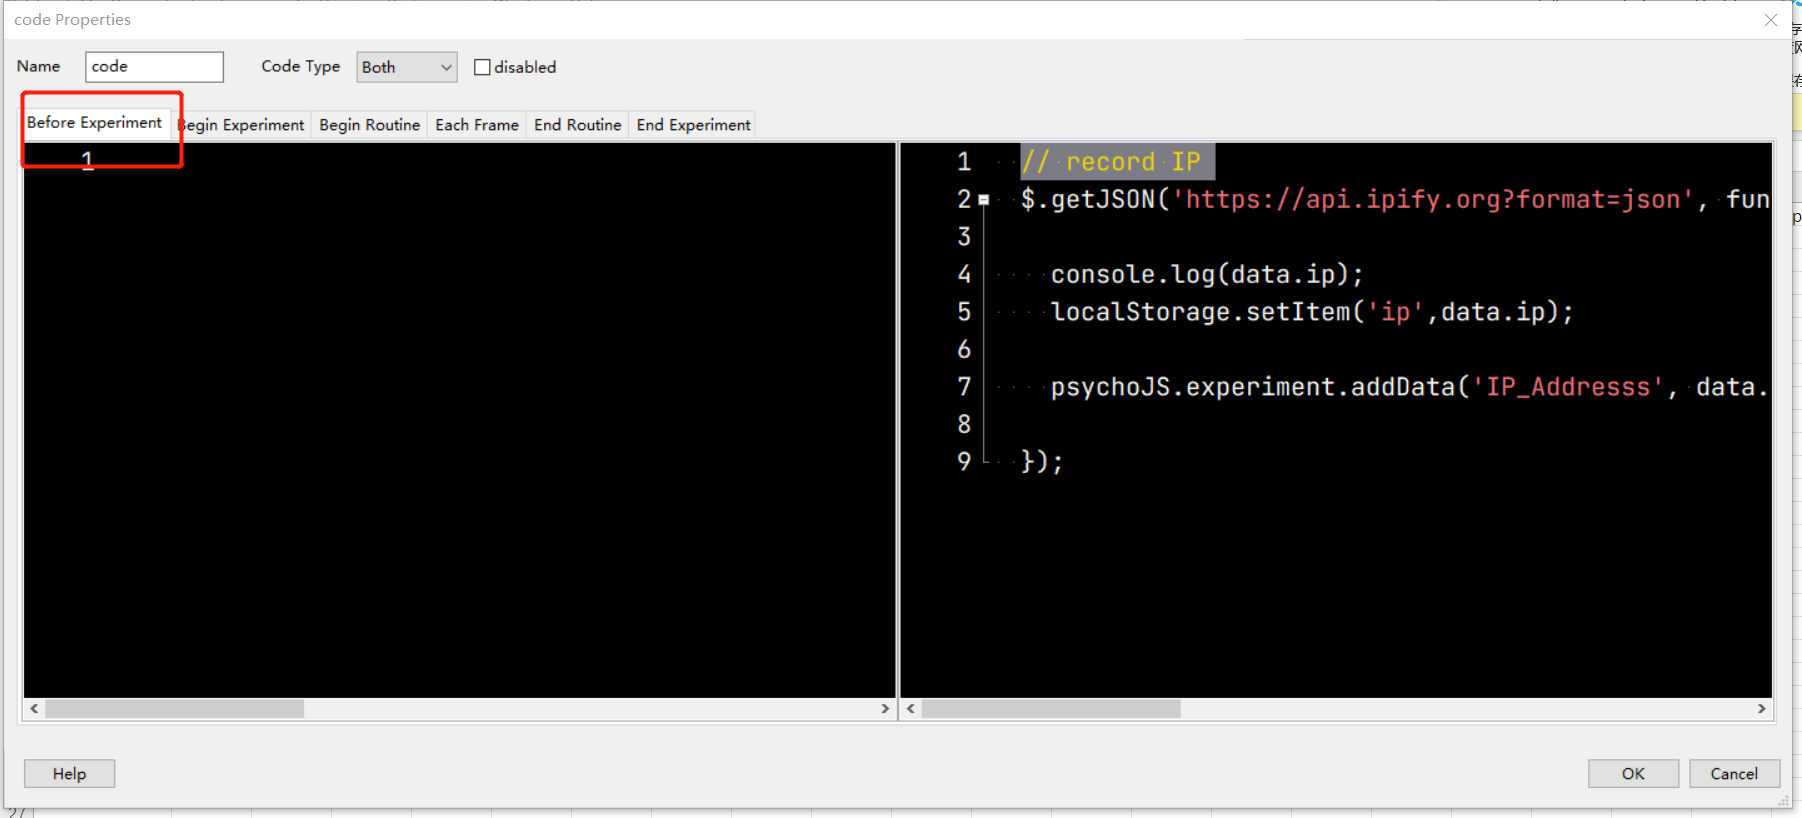 code Properties
Name code Code Type Both disabled
Before Experiment Begin Experiment Begin Routine Each Frame End Routine End Experiment
1
1 // record IP
2 $.getJSON('https://api.ipify.org?format=json', fun
3
4 console.log(data.ip);
5 localStorage.setItem('ip',data.ip);
6
7 psychoJS.experiment.addData('IP_Addresss', data.
8
9 });
Help OK Cancel
27